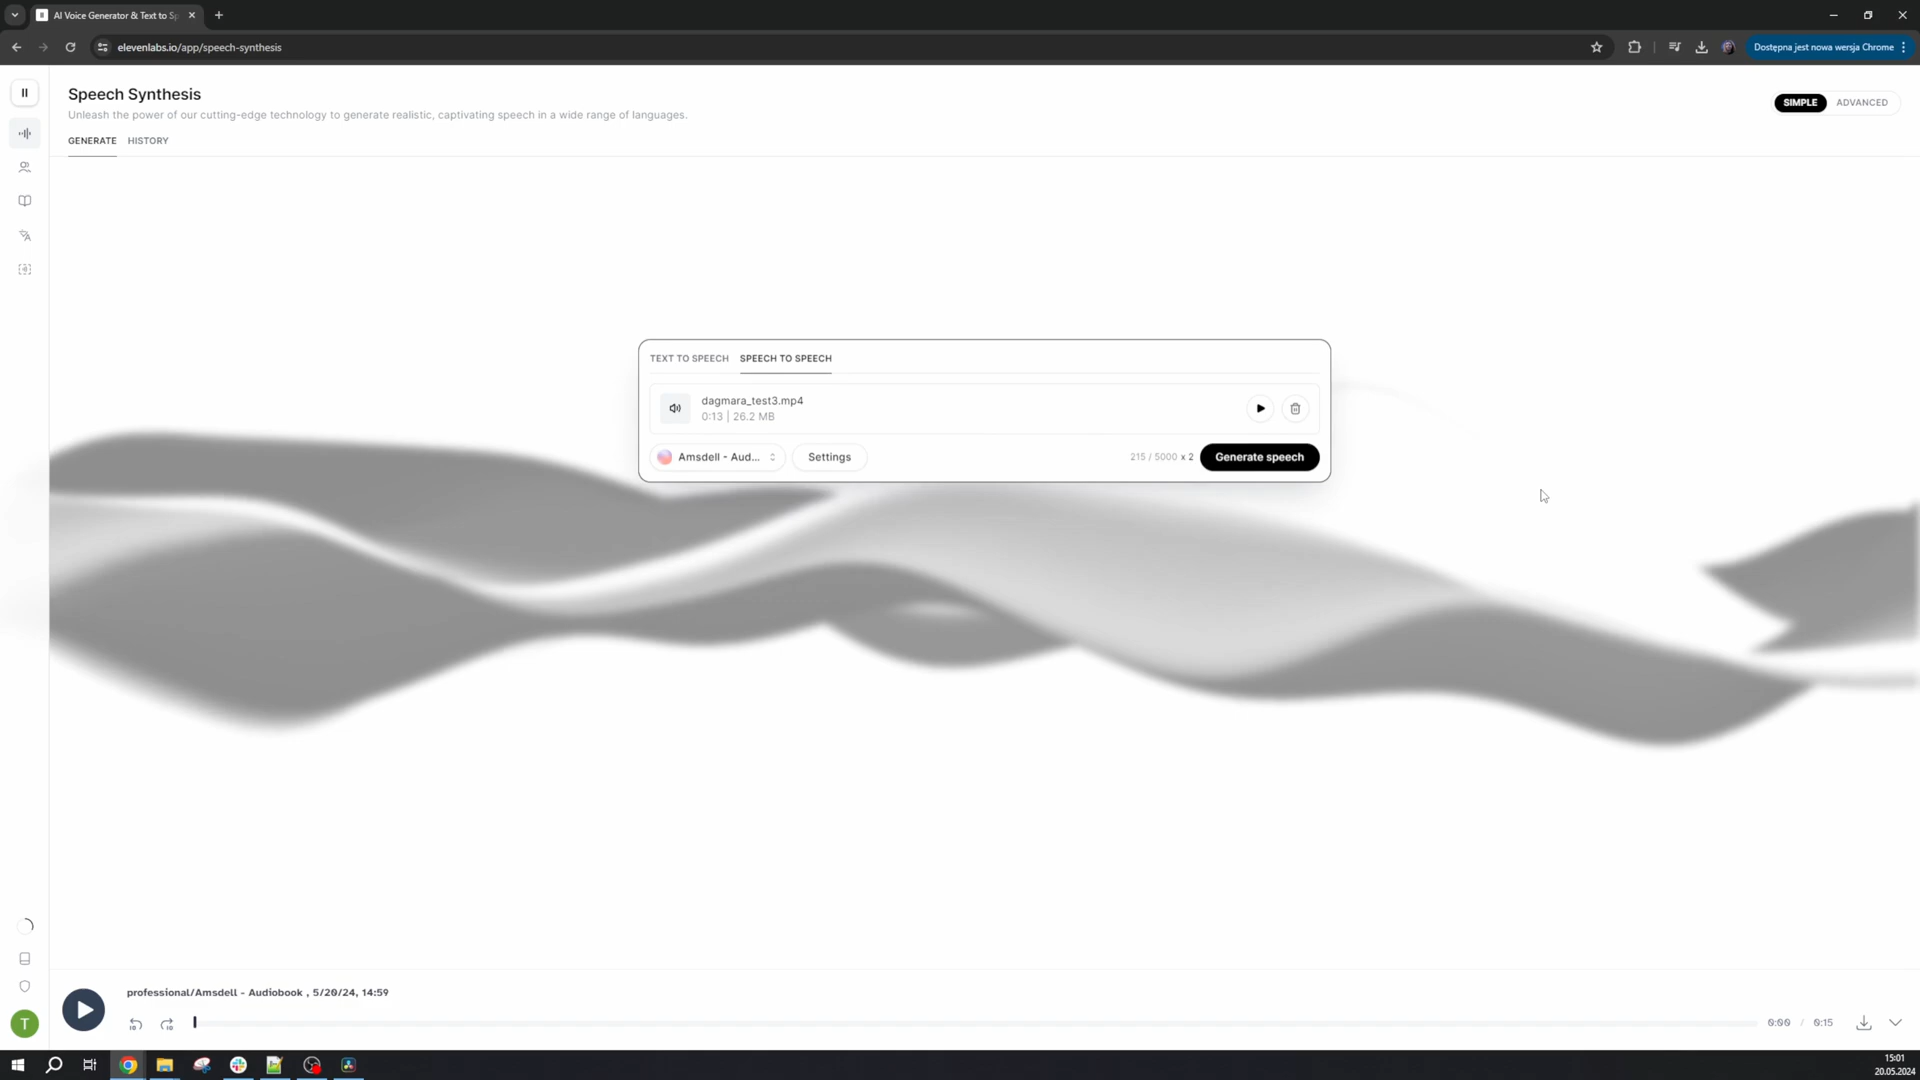 AI Voice Generator & Text to Sp
elevenlabs.io/app/speech-synthesis
Dostępna jest nowa wersja Chrome
Speech Synthesis
Unleash the power of our cutting-edge technology to generate realistic, captivating speech in a wide range of languages.
SIMPLE ADVANCED
GENERATE HISTORY
TEXT TO SPEECH SPEECH TO SPEECH
dagmara_test3.mp4
0:13 | 26.2 MB
Amsdell - Aud... Settings 215 / 5000 x 2 Generate speech
professional/Amsdell - Audiobook , 5/20/24, 14:59
10 10 0:00 / 0:15
T
15:01
20.05.2024